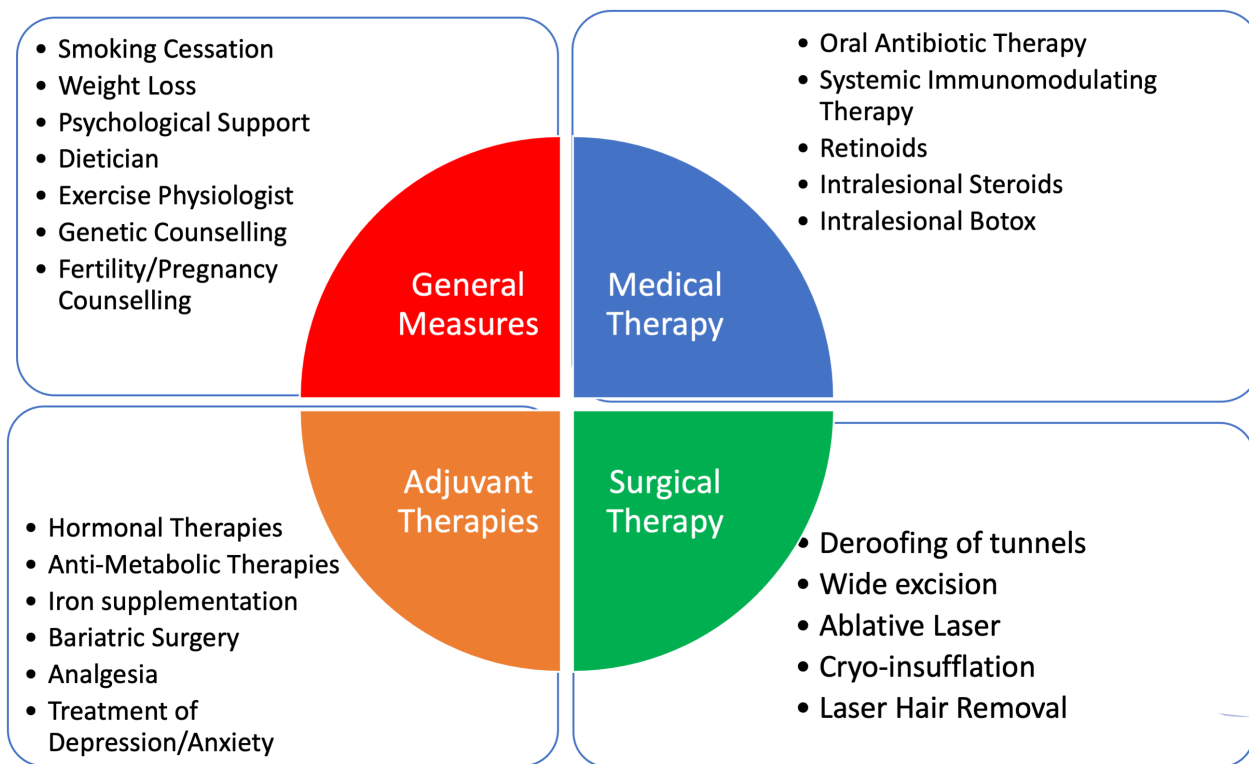 • Smoking Cessation
• Weight Loss
• Psychological Support
• Dietician
• Exercise Physiologist
• Genetic Counselling
• Fertility/Pregnancy
Counselling
• Oral Antibiotic Therapy
• Systemic Immunomodulating
Therapy
• Retinoids
• Intralesional Steroids
• Intralesional Botox
General
Measures
Medical
Therapy
Adjuvant
Therapies
Surgical
Therapy
• Hormonal Therapies
• Anti-Metabolic Therapies
• Iron supplementation
• Bariatric Surgery
• Analgesia
• Treatment of
Depression/Anxiety
• Deroofing of tunnels
• Wide excision
• Ablative Laser
• Cryo-insufflation
• Laser Hair Removal